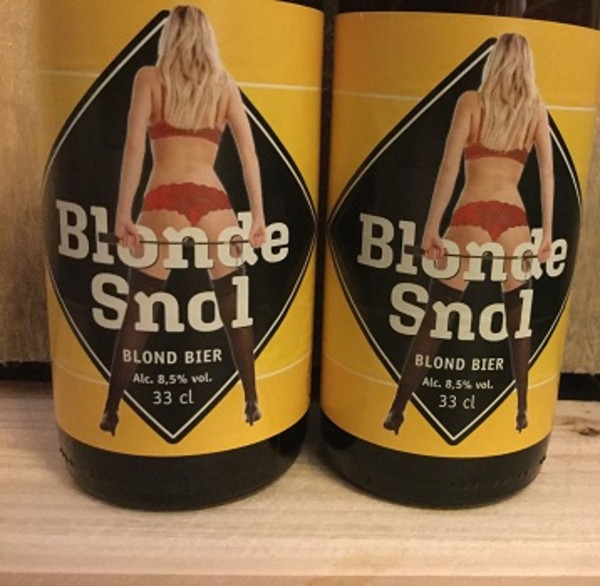 Blonde
Snol
BLOND BIER
Alc. 8,5% vol.
33 cl
Blonde
Snol
BLOND BIER
Alc. 8,5% vol.
33 cl